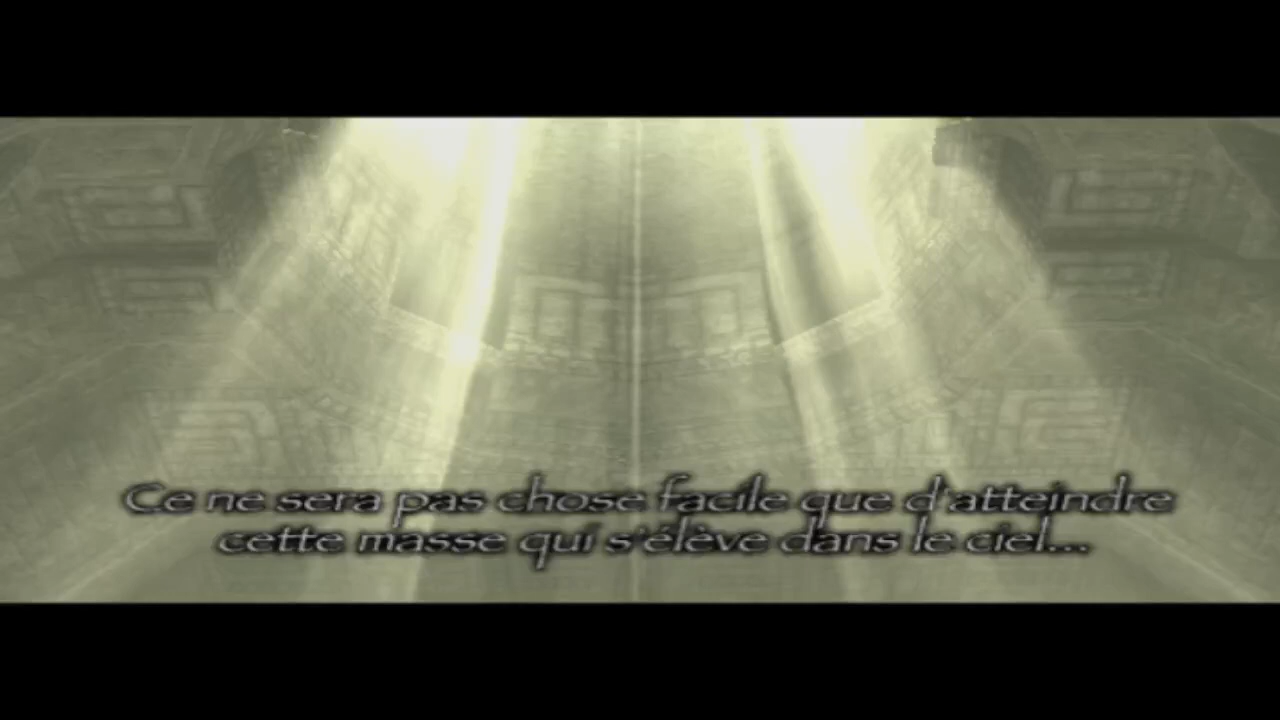 Ce ne sera pas chose facile que d'atteindre
cette masse qui s'élève dans le ciel...